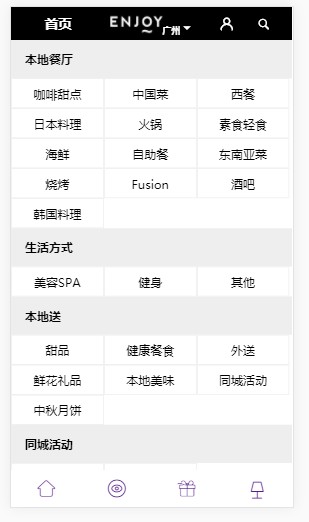 首页 ENJOY 广州
本地餐厅
咖啡甜点 中国菜 西餐
日本料理 火锅 素食轻食
海鲜 自助餐 东南亚菜
烧烤 Fusion 酒吧
韩国料理
生活方式
美容SPA 健身 其他
本地送
甜品 健康餐食 外送
鲜花礼品 本地美味 同城活动
中秋月饼
同城活动